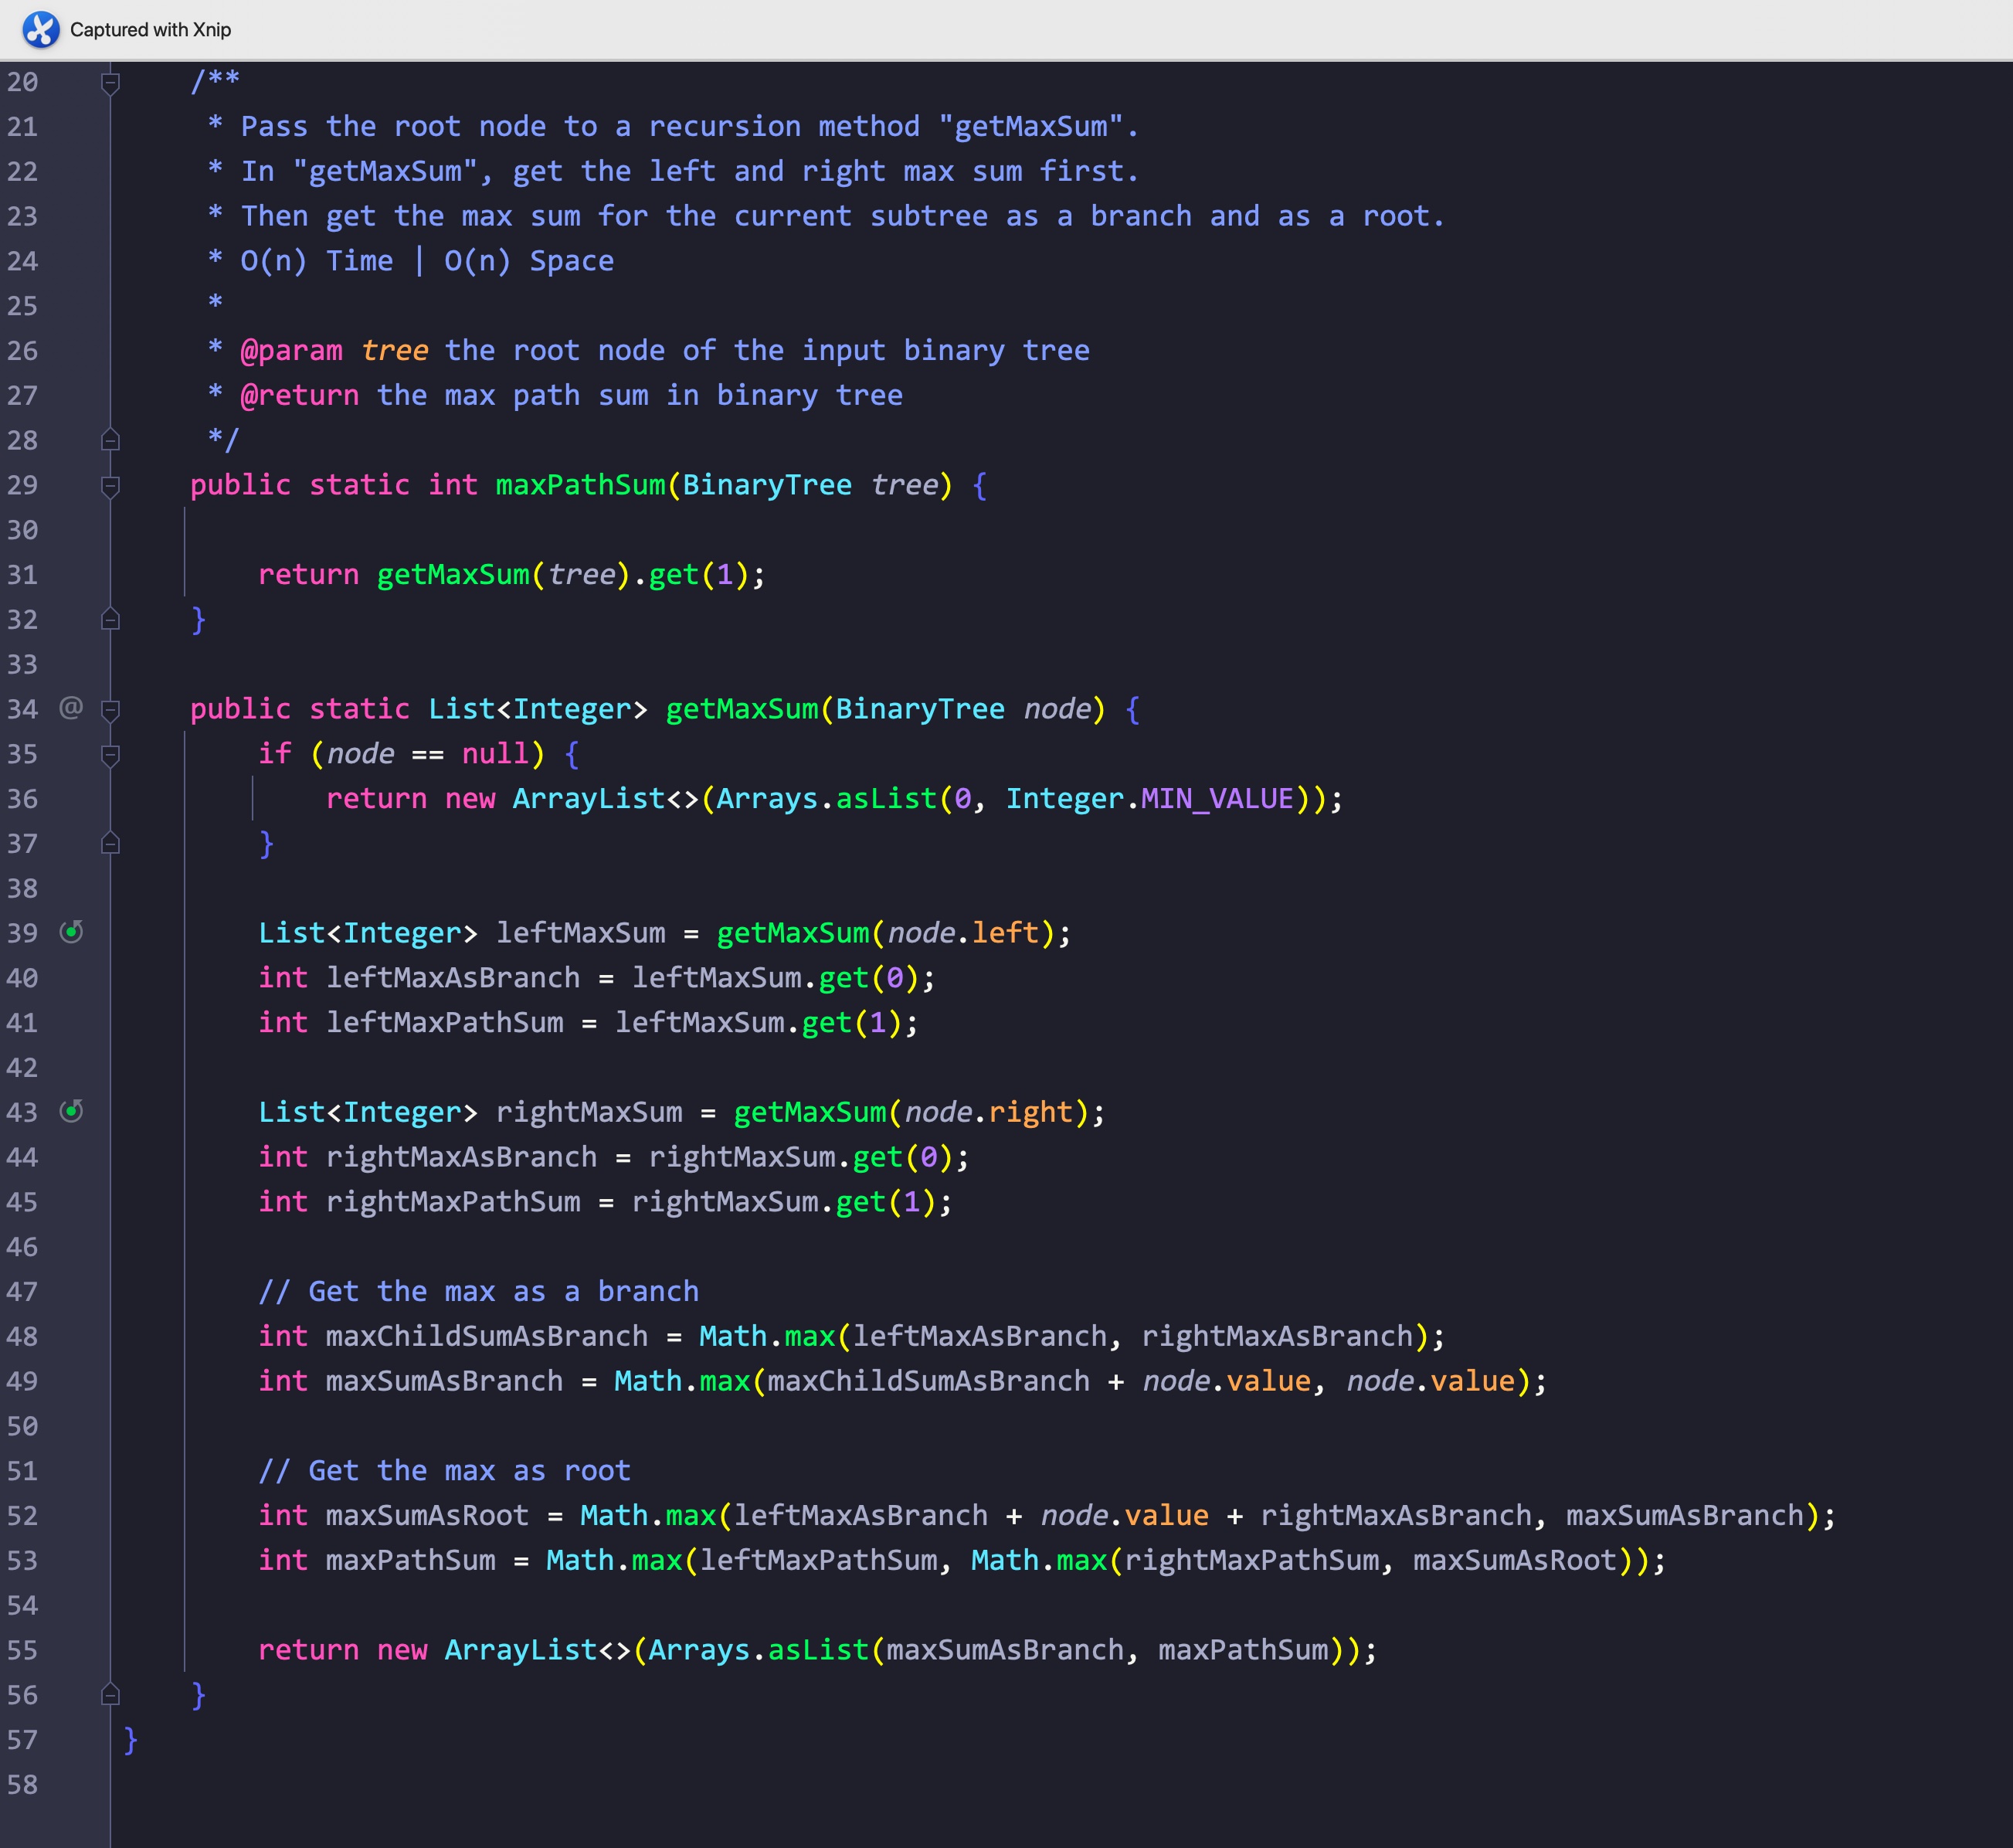 Captured with Xnip
20 /**
21 * Pass the root node to a recursion method "getMaxSum".
22 * In "getMaxSum", get the left and right max sum first.
23 * Then get the max sum for the current subtree as a branch and as a root.
24 * O(n) Time | O(n) Space
25 *
26 * @param tree the root node of the input binary tree
27 * @return the max path sum in binary tree
28 */
29 public static int maxPathSum(BinaryTree tree) {
30
31 return getMaxSum(tree).get(1);
32 }
33
34 @ public static List<Integer> getMaxSum(BinaryTree node) {
35 if (node == null) {
36 return new ArrayList<>(Arrays.asList(0, Integer.MIN_VALUE));
37 }
38
39 List<Integer> leftMaxSum = getMaxSum(node.left);
40 int leftMaxAsBranch = leftMaxSum.get(0);
41 int leftMaxPathSum = leftMaxSum.get(1);
42
43 List<Integer> rightMaxSum = getMaxSum(node.right);
44 int rightMaxAsBranch = rightMaxSum.get(0);
45 int rightMaxPathSum = rightMaxSum.get(1);
46
47 // Get the max as a branch
48 int maxChildSumAsBranch = Math.max(leftMaxAsBranch, rightMaxAsBranch);
49 int maxSumAsBranch = Math.max(maxChildSumAsBranch + node.value, node.value);
50
51 // Get the max as root
52 int maxSumAsRoot = Math.max(leftMaxAsBranch + node.value + rightMaxAsBranch, maxSumAsBranch);
53 int maxPathSum = Math.max(leftMaxPathSum, Math.max(rightMaxPathSum, maxSumAsRoot));
54
55 return new ArrayList<>(Arrays.asList(maxSumAsBranch, maxPathSum));
56 }
57 }
58